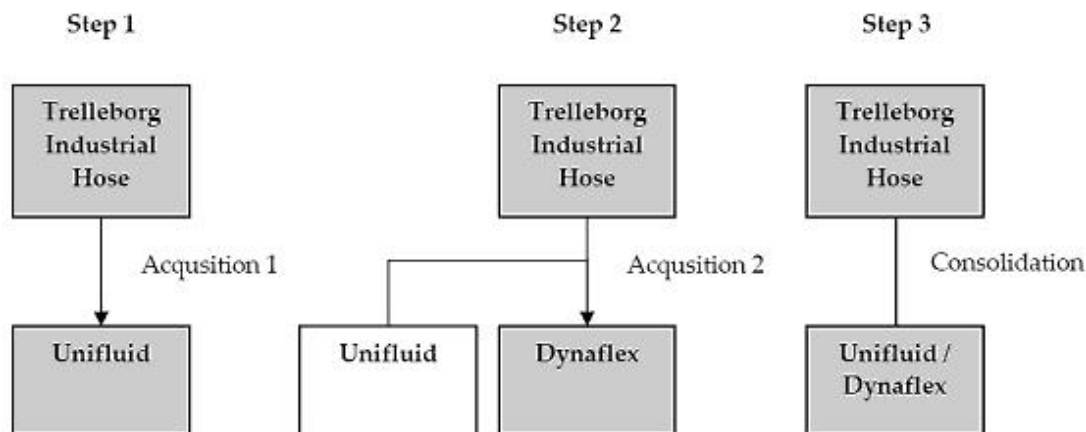 Step 1
Step 2
Step 3
Trelleborg
Industrial
Hose
Trelleborg
Industrial
Hose
Trelleborg
Industrial
Hose
Acqusition 1
Acqusition 2
Consolidation
Unifluid
Unifluid
Dynaflex
Unifluid /
Dynaflex